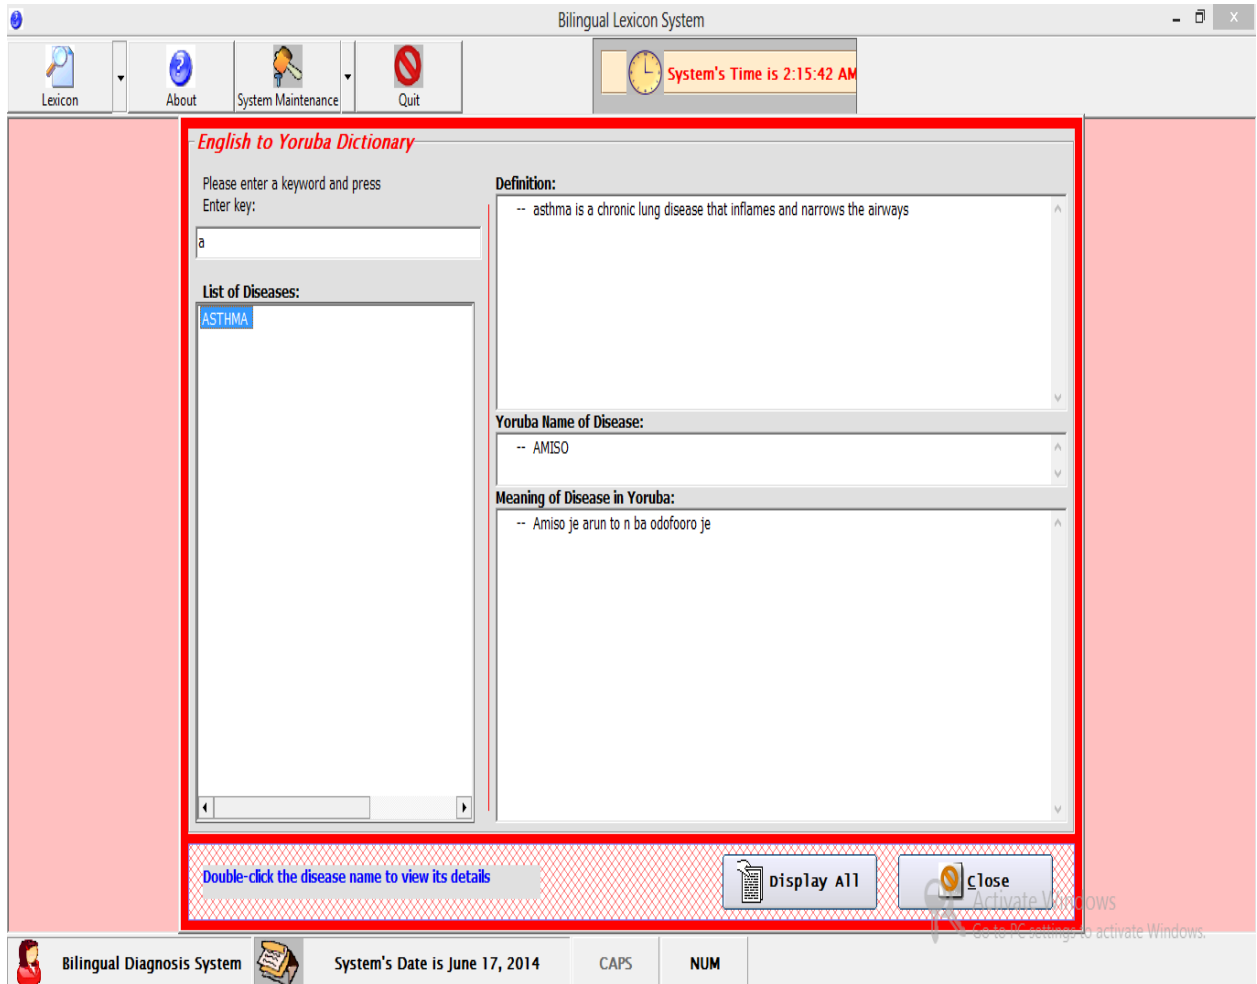 Bilingual Lexicon System
Lexicon
About
System Maintenance
Quit
System's Time is 2:15:42 AM
English to Yoruba Dictionary
Please enter a keyword and press
Enter key:
a
List of Diseases:
ASTHMA
Definition:
-- asthma is a chronic lung disease that inflames and narrows the airways
Yoruba Name of Disease:
-- AMISO
Meaning of Disease in Yoruba:
-- Amiso je arun to n ba odofooro je
Double-click the disease name to view its details
Display All
Close
Activate Windows
Go to PC settings to activate Windows.
Bilingual Diagnosis System
System's Date is June 17, 2014
CAPS
NUM